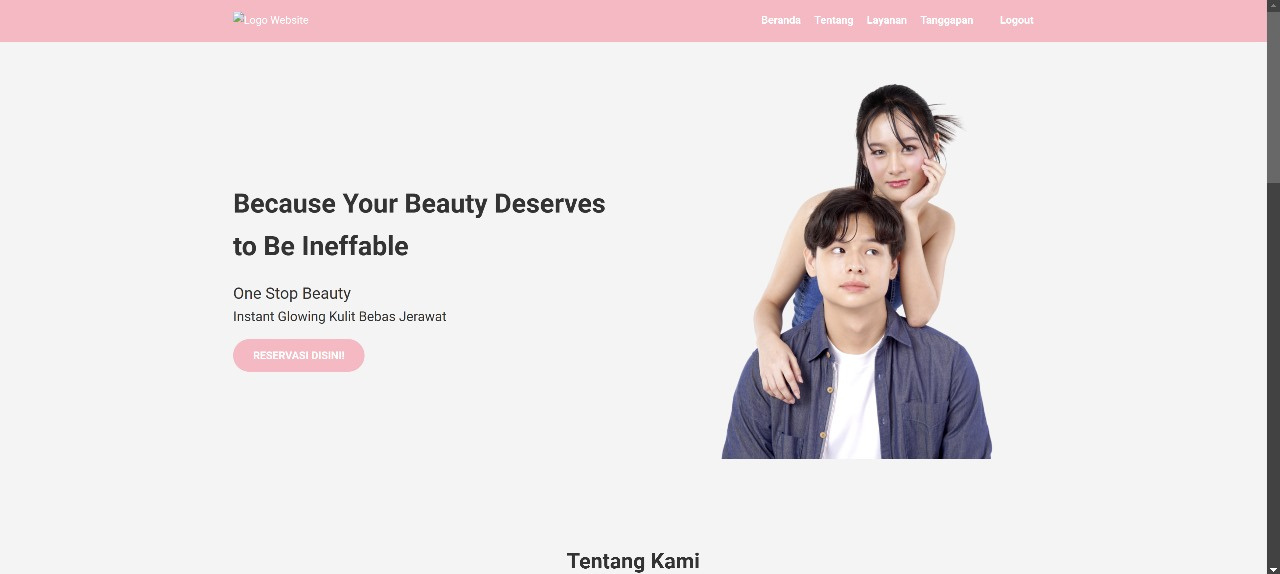 Logo Website
Beranda Tentang Layanan Tanggapan Logout
Because Your Beauty Deserves
to Be Ineffable
One Stop Beauty
Instant Glowing Kulit Bebas Jerawat
RESERVASI DISINI!
Tentang Kami